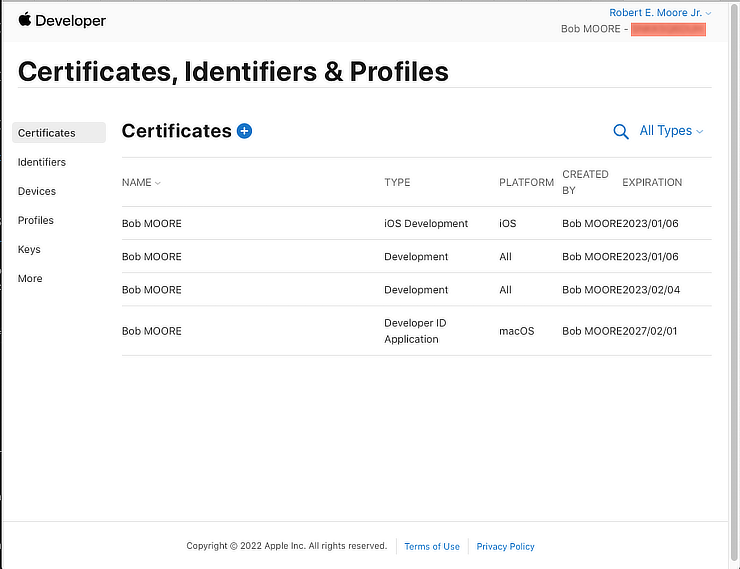 Developer
Robert E. Moore Jr.
Bob MOORE -
Certificates, Identifiers & Profiles
Certificates
Identifiers
Devices
Profiles
Keys
More
Certificates
All Types
NAME TYPE PLATFORM CREATED BY EXPIRATION
Bob MOORE iOS Development iOS Bob MOORE 2023/01/06
Bob MOORE Development All Bob MOORE 2023/01/06
Bob MOORE Development All Bob MOORE 2023/02/04
Bob MOORE Developer ID Application macOS Bob MOORE 2027/02/01
Copyright © 2022 Apple Inc. All rights reserved. Terms of Use Privacy Policy